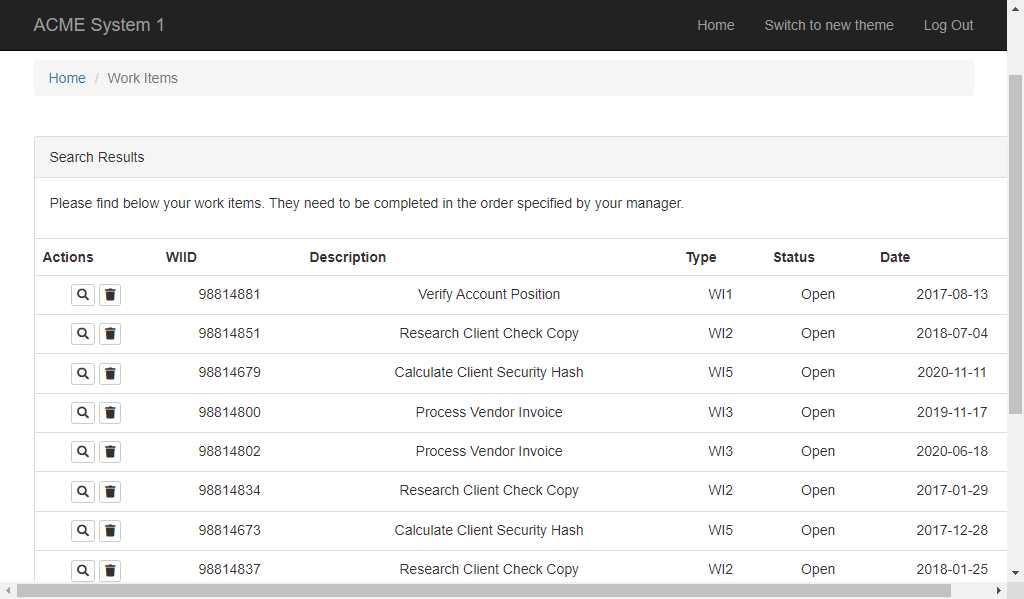 ACME System 1 Home Switch to new theme Log Out
Home / Work Items
Search Results
Please find below your work items. They need to be completed in the order specified by your manager.
Actions WIID Description Type Status Date
98814881 Verify Account Position WI1 Open 2017-08-13
98814851 Research Client Check Copy WI2 Open 2018-07-04
98814679 Calculate Client Security Hash WI5 Open 2020-11-11
98814800 Process Vendor Invoice WI3 Open 2019-11-17
98814802 Process Vendor Invoice WI3 Open 2020-06-18
98814834 Research Client Check Copy WI2 Open 2017-01-29
98814673 Calculate Client Security Hash WI5 Open 2017-12-28
98814837 Research Client Check Copy WI2 Open 2018-01-25